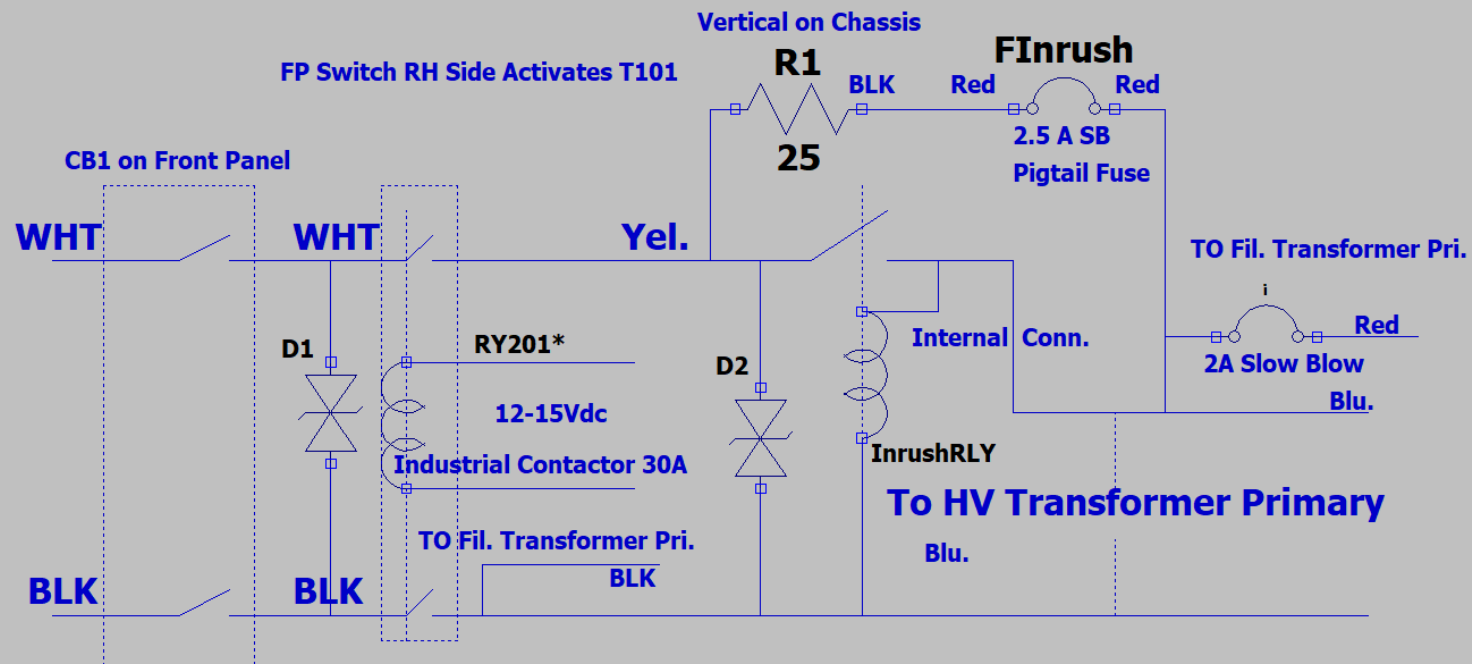 Vertical on Chassis
FP Switch RH Side Activates T101
R1
FInrush
BLK
Red
Red
25
2.5 A SB
Pigtail Fuse
CB1 on Front Panel
WHT
WHT
Yel.
TO Fil. Transformer Pri.
i
Red
2A Slow Blow
Blu.
D1
RY201*
Internal Conn.
D2
12-15Vdc
Industrial Contactor 30A
InrushRLY
To HV Transformer Primary
TO Fil. Transformer Pri.
BLK
Blu.
BLK
BLK